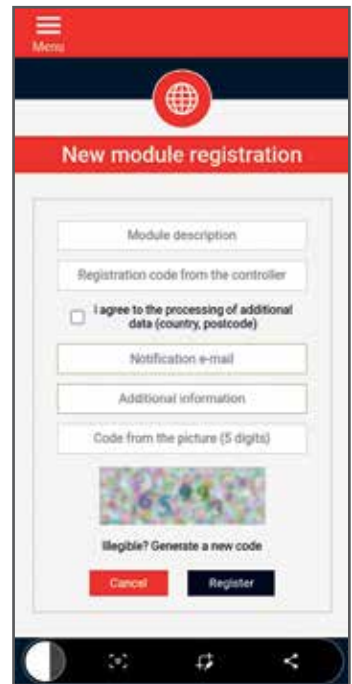 Menu
New module registration
Module description
Registration code from the controller
I agree to the processing of additional
data (country, postcode)
Notification e-mail
Additional information
Code from the picture (5 digits)
Illegible? Generate a new code
Cancel
Register